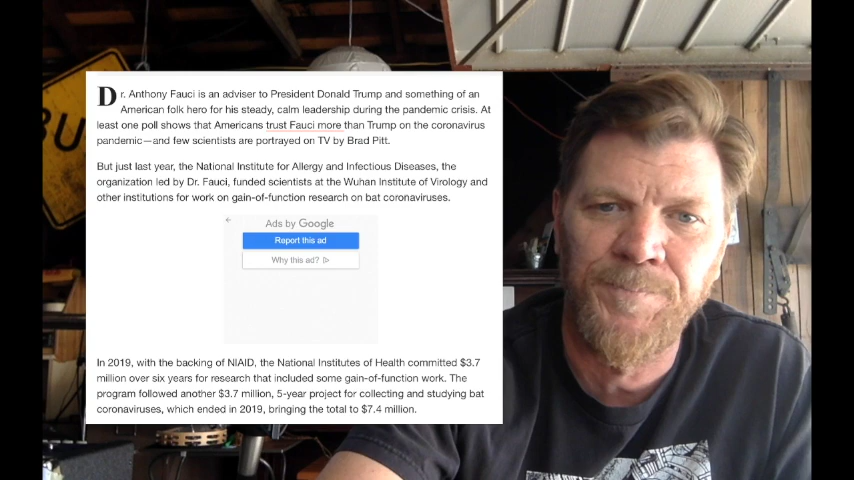 BU
Dr. Anthony Fauci is an adviser to President Donald Trump and something of an
American folk hero for his steady, calm leadership during the pandemic crisis. At
least one poll shows that Americans trust Fauci more than Trump on the coronavirus
pandemic—and few scientists are portrayed on TV by Brad Pitt.
But just last year, the National Institute for Allergy and Infectious Diseases, the
organization led by Dr. Fauci, funded scientists at the Wuhan Institute of Virology and
other institutions for work on gain-of-function research on bat coronaviruses.
Ads by Google
Report this ad
Why this ad?
In 2019, with the backing of NIAID, the National Institutes of Health committed $3.7
million over six years for research that included some gain-of-function work. The
program followed another $3.7 million, 5-year project for collecting and studying bat
coronaviruses, which ended in 2019, bringing the total to $7.4 million.